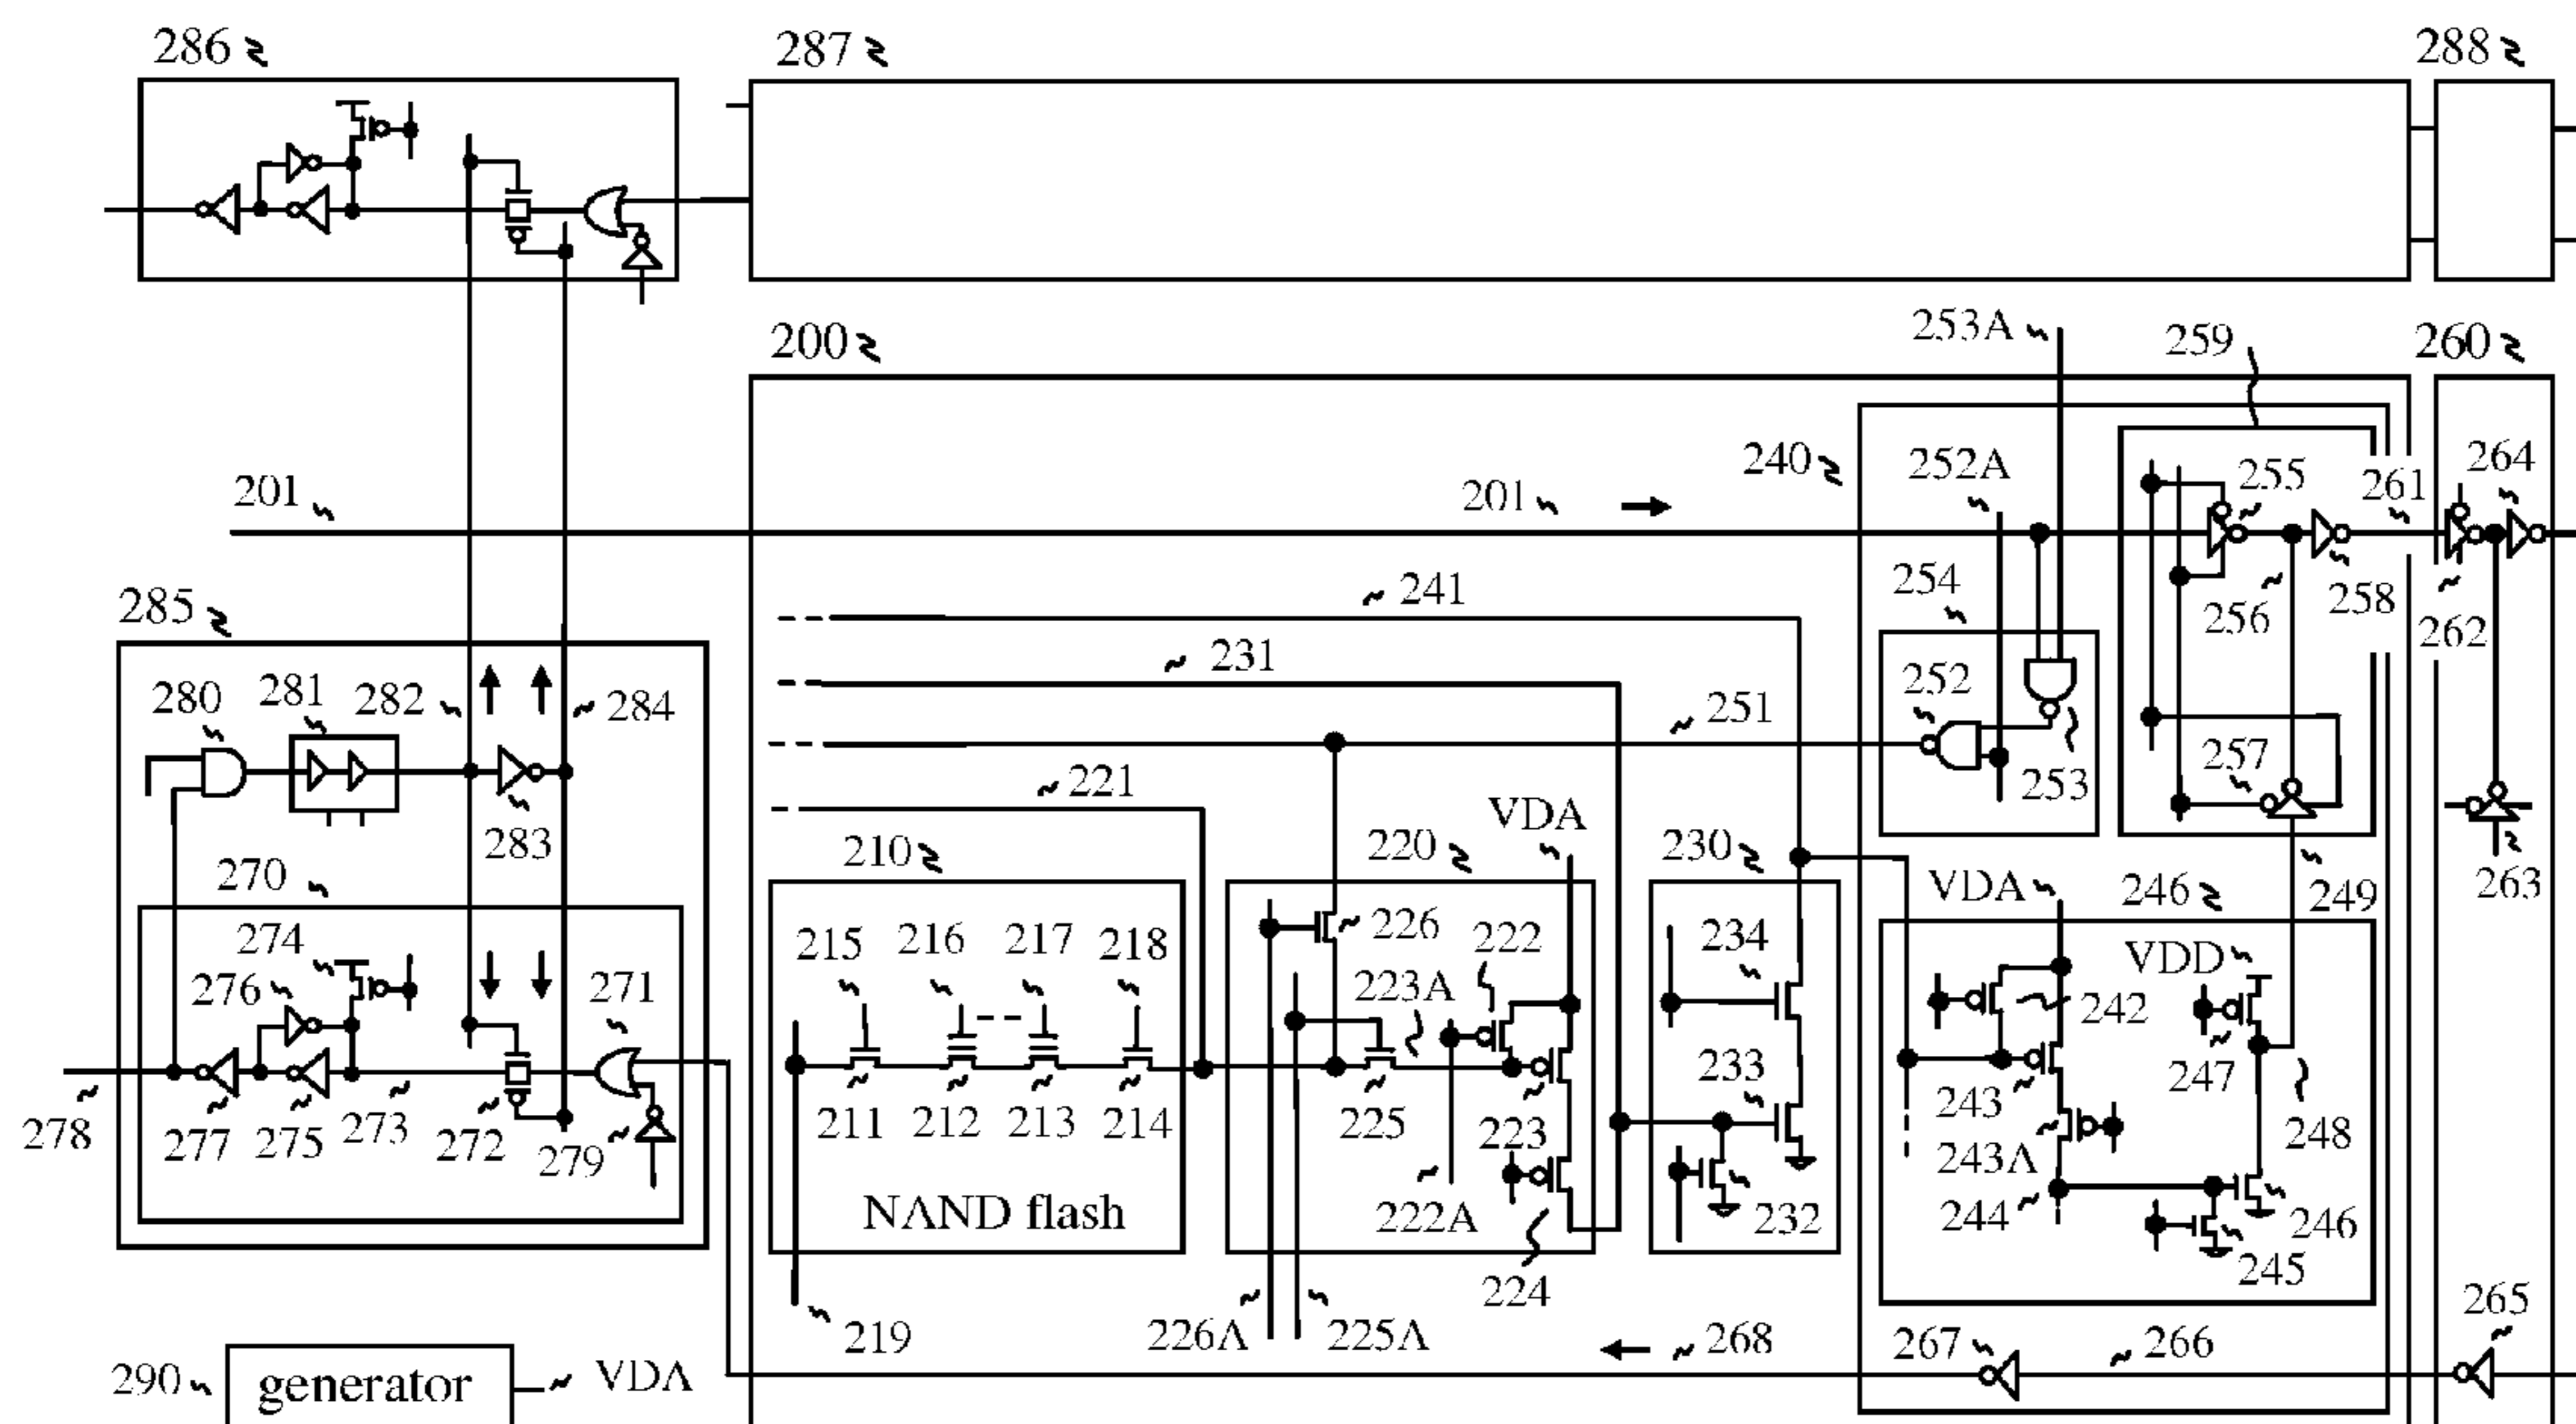 286 287 288
200 253A 259 260
240 252A 255 261 264
201 201
254 256 258 262
241
285
231
280 281 282 284 252 251 257
221 253
283 VDA
210 220 230 249 263
270 VDA 246
274 215 216 217 218 226 222 234 VDD
276 271 223A 242
233 247
278 277 275 273 272 279 211 212 213 214 225 223 243 248
243A
NAND flash 222A 232 244 246
224 245
219 226A 225A 268 267 266 265
290 generator VDA